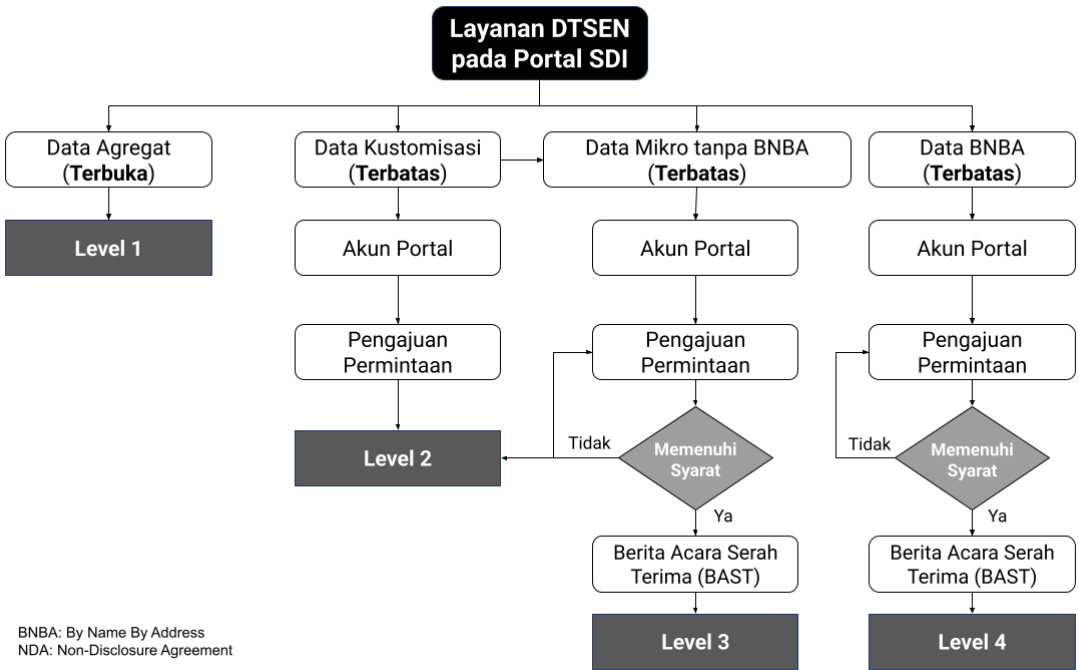 Layanan DTSEN
pada Portal SDI
Data Agregat
(Terbuka)
Data Kustomisasi
(Terbatas)
Data Mikro tanpa BNBA
(Terbatas)
Data BNBA
(Terbatas)
Level 1
Akun Portal
Akun Portal
Akun Portal
Pengajuan
Permintaan
Pengajuan
Permintaan
Pengajuan
Permintaan
Level 2
Tidak
Memenuhi
Syarat
Tidak
Memenuhi
Syarat
Ya
Ya
Berita Acara Serah
Terima (BAST)
Berita Acara Serah
Terima (BAST)
Level 3
Level 4
BNBA: By Name By Address
NDA: Non-Disclosure Agreement